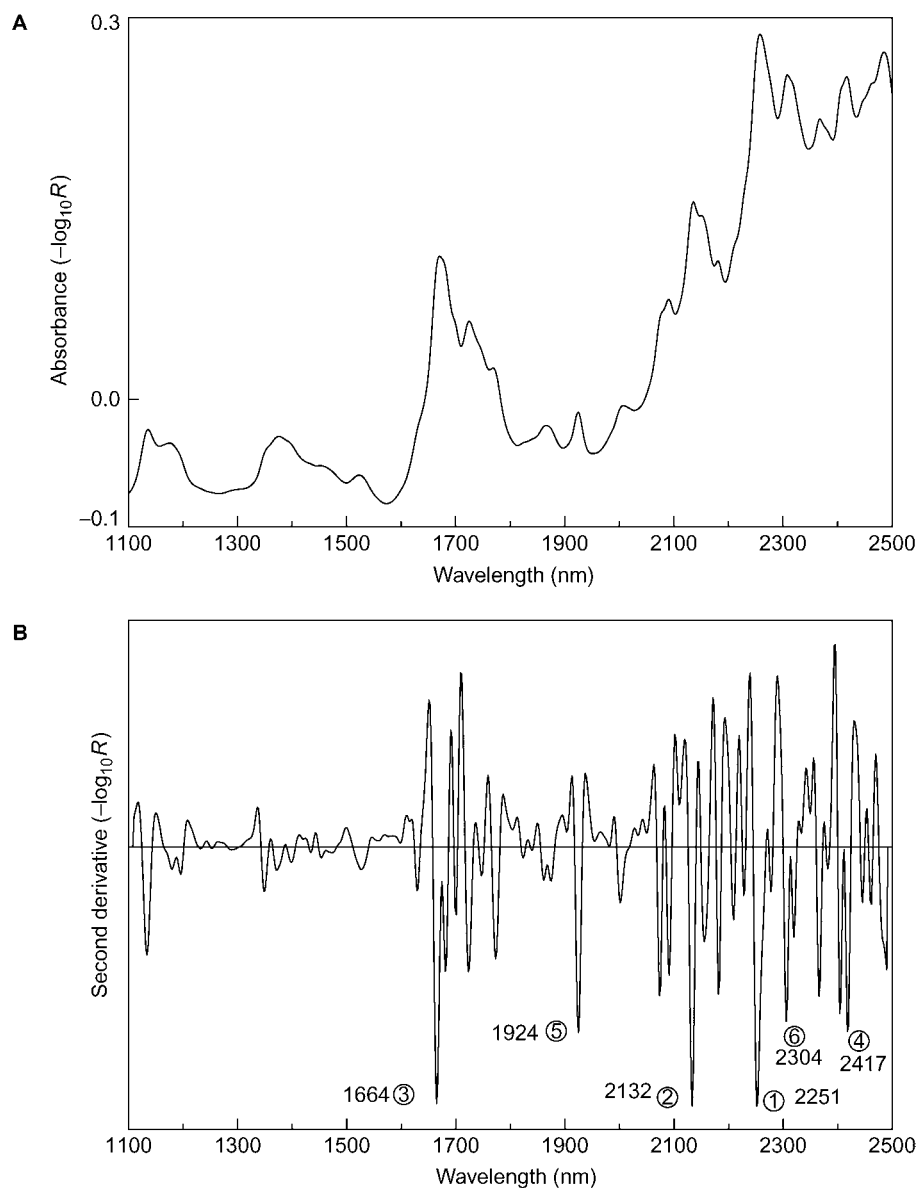 A
0.3
Absorbance (–log₁₀R)
0.0
–0.1
1100 1300 1500 1700 1900 2100 2300 2500
Wavelength (nm)
B
Second derivative (–log₁₀R)
1924 ⑤
⑥ ④
2304 2417
1664 ③ 2132 ② ① 2251
1100 1300 1500 1700 1900 2100 2300 2500
Wavelength (nm)